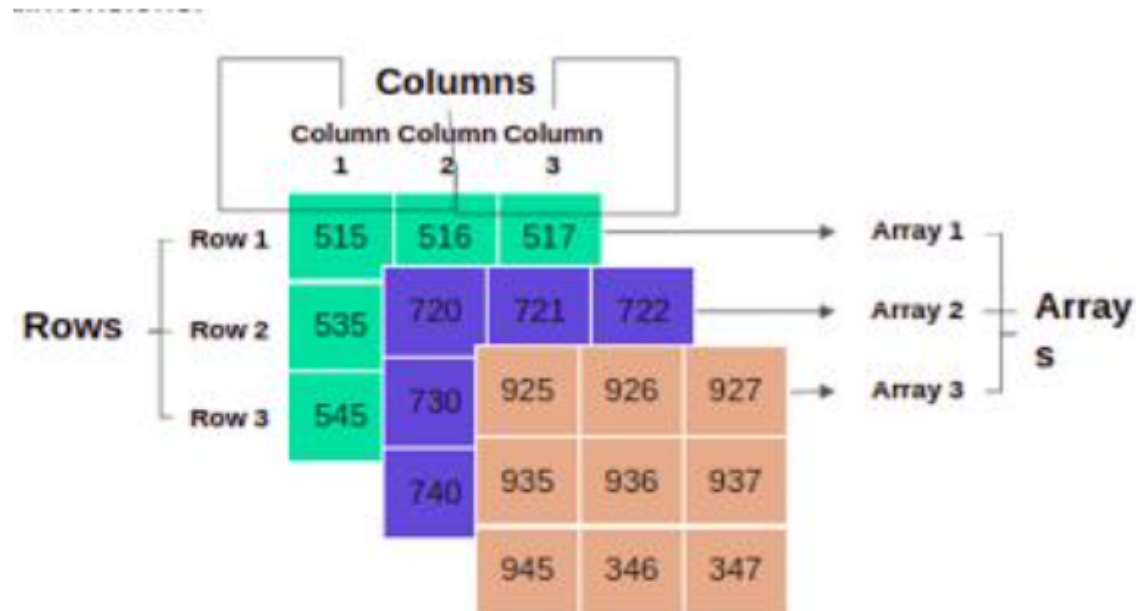 Columns
Column Column Column
1 2 3
Row 1 515 516 517 Array 1
Rows
Row 2 535 720 721 722 Array 2
Array
s
Row 3 545 730 925 926 927 Array 3
740 935 936 937
945 346 347